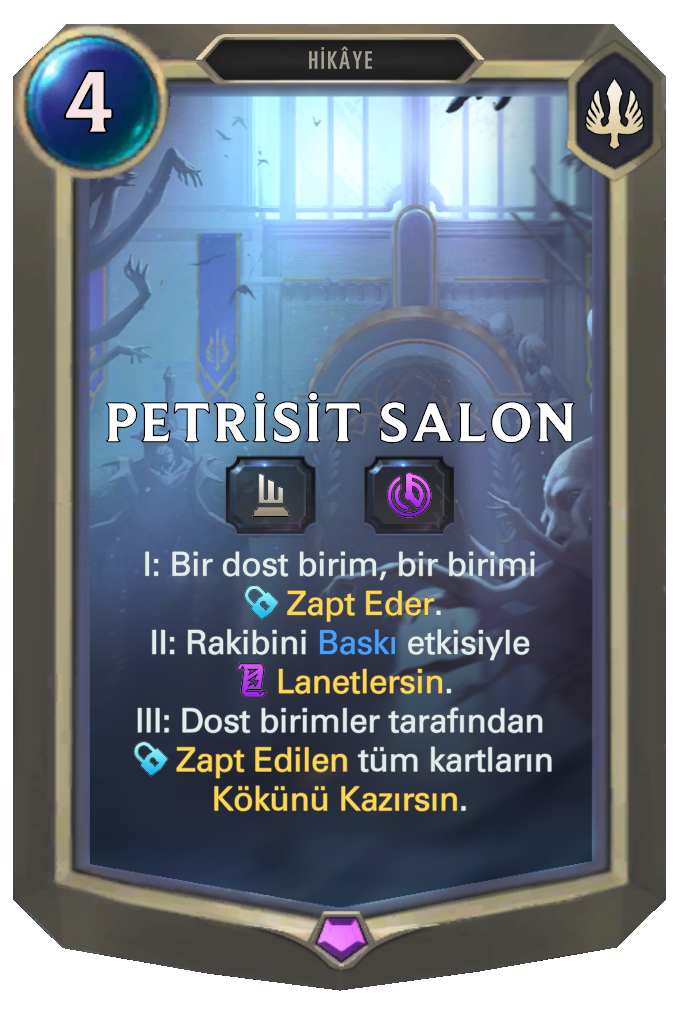 HİKÂYE
4
PETRİSİT SALON
I: Bir dost birim, bir birimi
Zapt Eder.
II: Rakibini Baskı etkisiyle
Lanetlersin.
III: Dost birimler tarafından
Zapt Edilen tüm kartların
Kökünü Kazırsın.